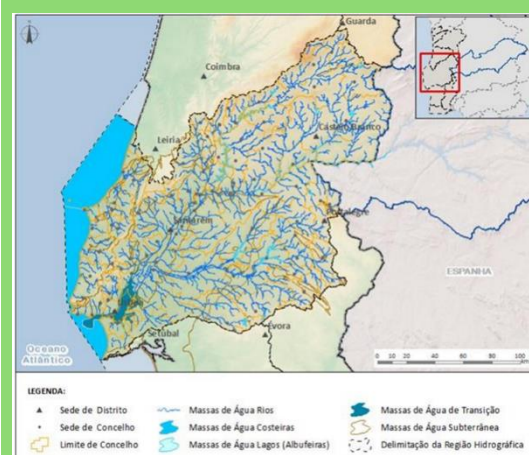 Guarda
Coimbra
Castelo Branco
Leiria
Santarém
Portalegre
ESPANHA
Setúbal
Évora
Oceano
Atlântico
0 10 20 40 60 80 100
LEGENDA:
Sede de Distrito
Massas de Água Rios
Massas de Água de Transição
Sede de Concelho
Massas de Água Costeiras
Massas de Água Subterrânea
Limite de Concelho
Massas de Água Lagos (Albufeiras)
Delimitação da Região Hidrográfica